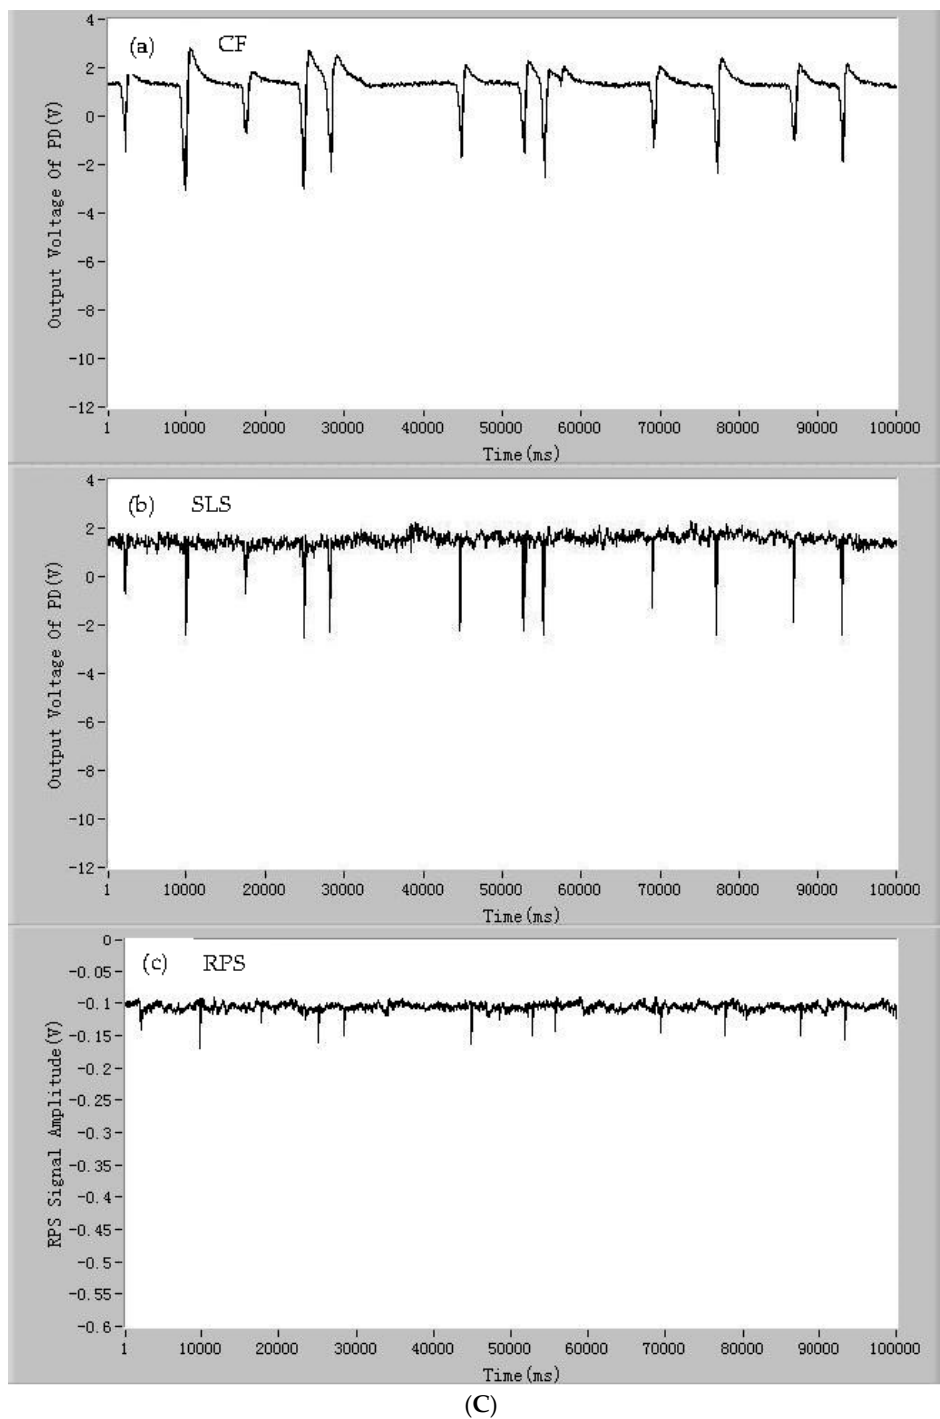 (a) CF
4
2
0
-2
-4
-6
-8
-10
-12
Output Voltage Of PD(V)
1 10000 20000 30000 40000 50000 60000 70000 80000 90000 100000
Time(ms)
(b) SLS
4
2
0
-2
-4
-6
-8
-10
-12
Output Voltage Of PD(V)
1 10000 20000 30000 40000 50000 60000 70000 80000 90000 100000
Time(ms)
(c) RPS
0
-0.05
-0.1
-0.15
-0.2
-0.25
-0.3
-0.35
-0.4
-0.45
-0.5
-0.55
-0.6
RPS Signal Amplitude(V)
1 10000 20000 30000 40000 50000 60000 70000 80000 90000 100000
Time(ms)
(C)